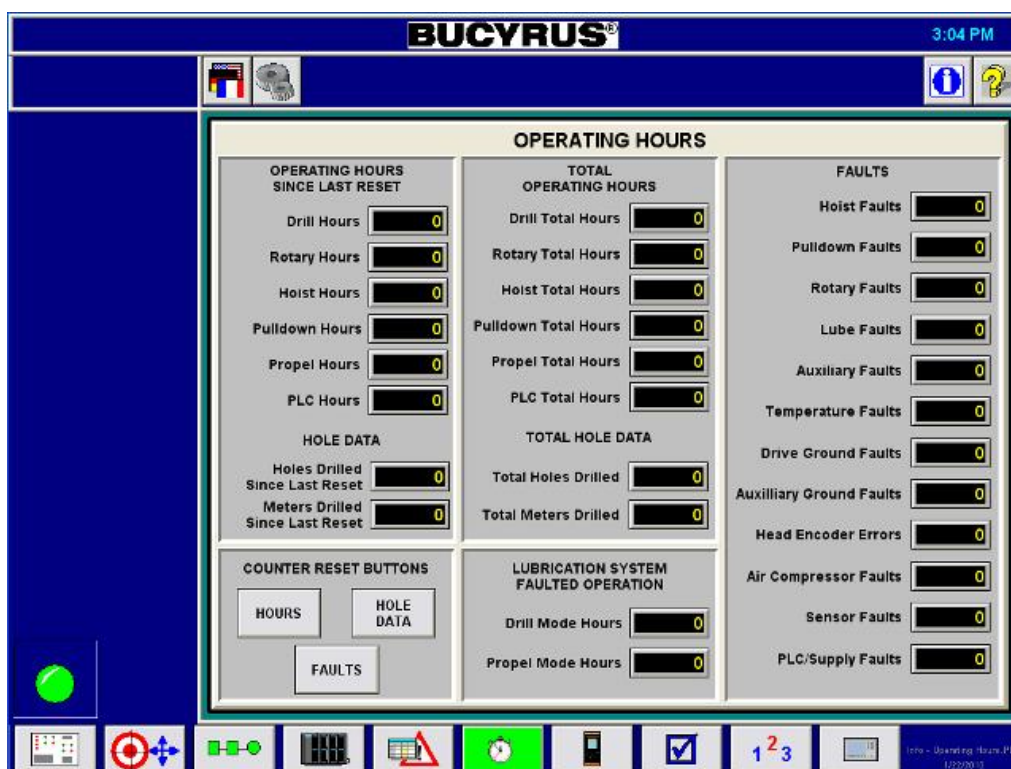 BUCYRUS®
3:04 PM
OPERATING HOURS
OPERATING HOURS
SINCE LAST RESET
Drill Hours 0
Rotary Hours 0
Hoist Hours 0
Pulldown Hours 0
Propel Hours 0
PLC Hours 0
HOLE DATA
Holes Drilled
Since Last Reset 0
Meters Drilled
Since Last Reset 0
TOTAL
OPERATING HOURS
Drill Total Hours 0
Rotary Total Hours 0
Hoist Total Hours 0
Pulldown Total Hours 0
Propel Total Hours 0
PLC Total Hours 0
TOTAL HOLE DATA
Total Holes Drilled 0
Total Meters Drilled 0
FAULTS
Hoist Faults 0
Pulldown Faults 0
Rotary Faults 0
Lube Faults 0
Auxiliary Faults 0
Temperature Faults 0
Drive Ground Faults 0
Auxilliary Ground Faults 0
Head Encoder Errors 0
Air Compressor Faults 0
Sensor Faults 0
PLC/Supply Faults 0
COUNTER RESET BUTTONS
HOURS
HOLE
DATA
FAULTS
LUBRICATION SYSTEM
FAULTED OPERATION
Drill Mode Hours 0
Propel Mode Hours 0
1 2 3
Info - Operating Hours